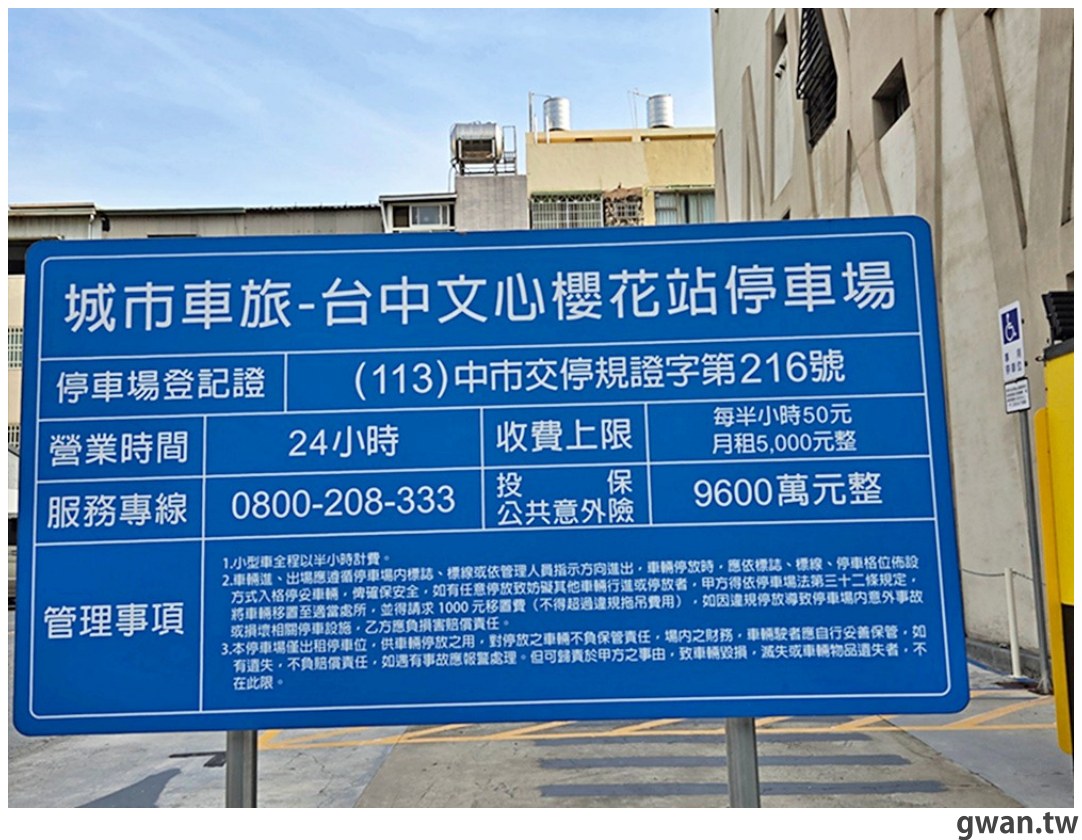 城市車旅-台中文心櫻花站停車場
停車場登記證
(113)中市交停規證字第216號
營業時間
24小時
收費上限
每半小時50元
月租5,000元整
服務專線
0800-208-333
投保
公共意外險
9600萬元整
管理事項
1.小型車全程以半小時計費。
2.車輛進、出場應遵循停車場內標誌、標線或依管理人員指示方向進出，車輛停放時，應依標誌、標線、停車格位佈設
方式入格停妥車輛，俾確保安全，如有任意停放致妨礙其他車輛行進或停放者，甲方得依停車場法第三十二條規定，
將車輛移置至適當處所，並得請求 1000 元移置費（不得超過違規拖吊費用），如因違規停放導致停車場內意外事故
或損壞相關停車設施，乙方應負損害賠償責任。
3.本停車場僅出租停車位，供車輛停放之用，對停放之車輛不負保管責任，場內之財務，車輛駛者應自行妥善保管，如
有遺失，不負賠償責任，如遇有事故應報警處理。但可歸責於甲方之事由，致車輛毀損，滅失或車輛物品遺失者，不
在此限。
專用
停車位
gwan.tw